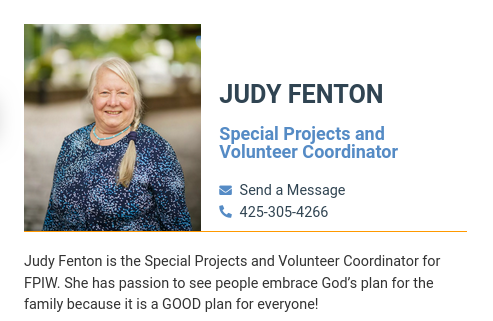 JUDY FENTON
Special Projects and
Volunteer Coordinator
Send a Message
425-305-4266
Judy Fenton is the Special Projects and Volunteer Coordinator for
FPIW. She has passion to see people embrace God’s plan for the
family because it is a GOOD plan for everyone!